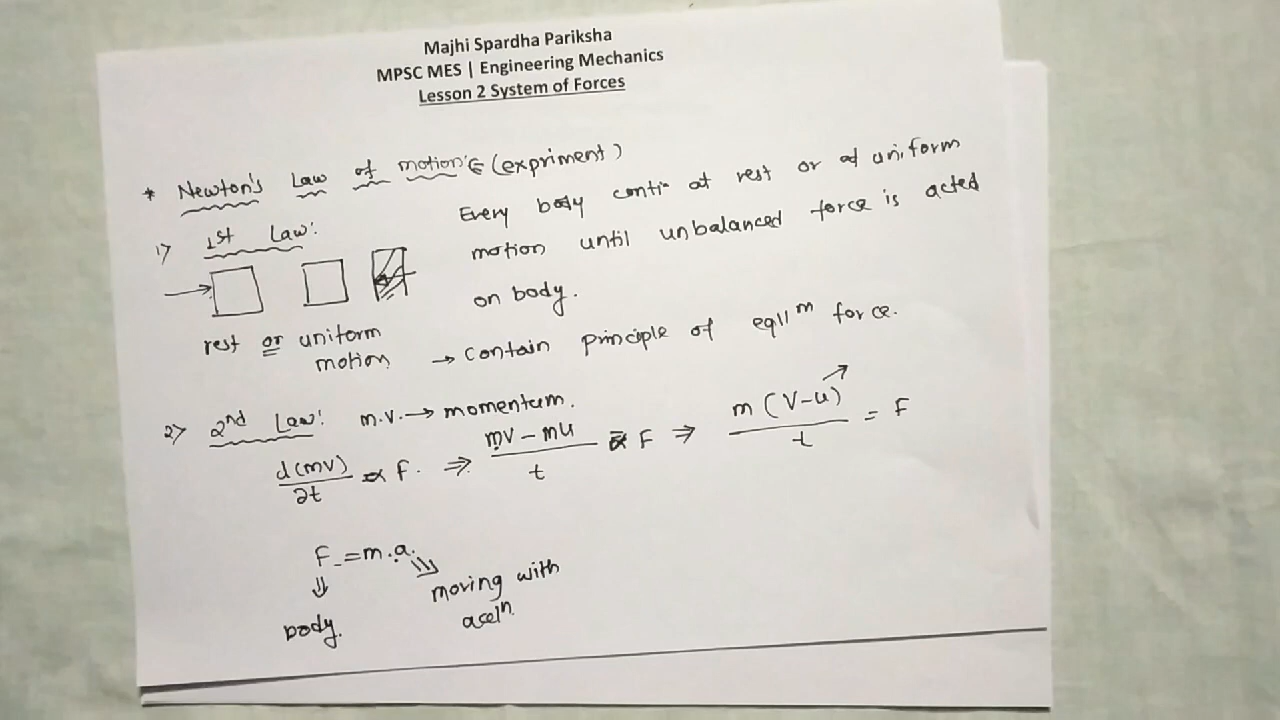 Majhi Spardha Pariksha
MPSC MES | Engineering Mechanics
Lesson 2 System of Forces
* Newton's Law of motion's (expriment)
1) 1st Law:
Every body conti- at rest or of uniform
motion until unbalanced force is acted
on body.
rest or uniform
motion
→ contain principle of eqll^m force.
2) 2nd Law: m.v. → momentum.
d(mv)/∂t ∝ F. ⇒ mv - mu/t ∝ F ⇒ m(v-u)/t = F
F = m.a.
⇓ ⇓
body. moving with
acel^n.